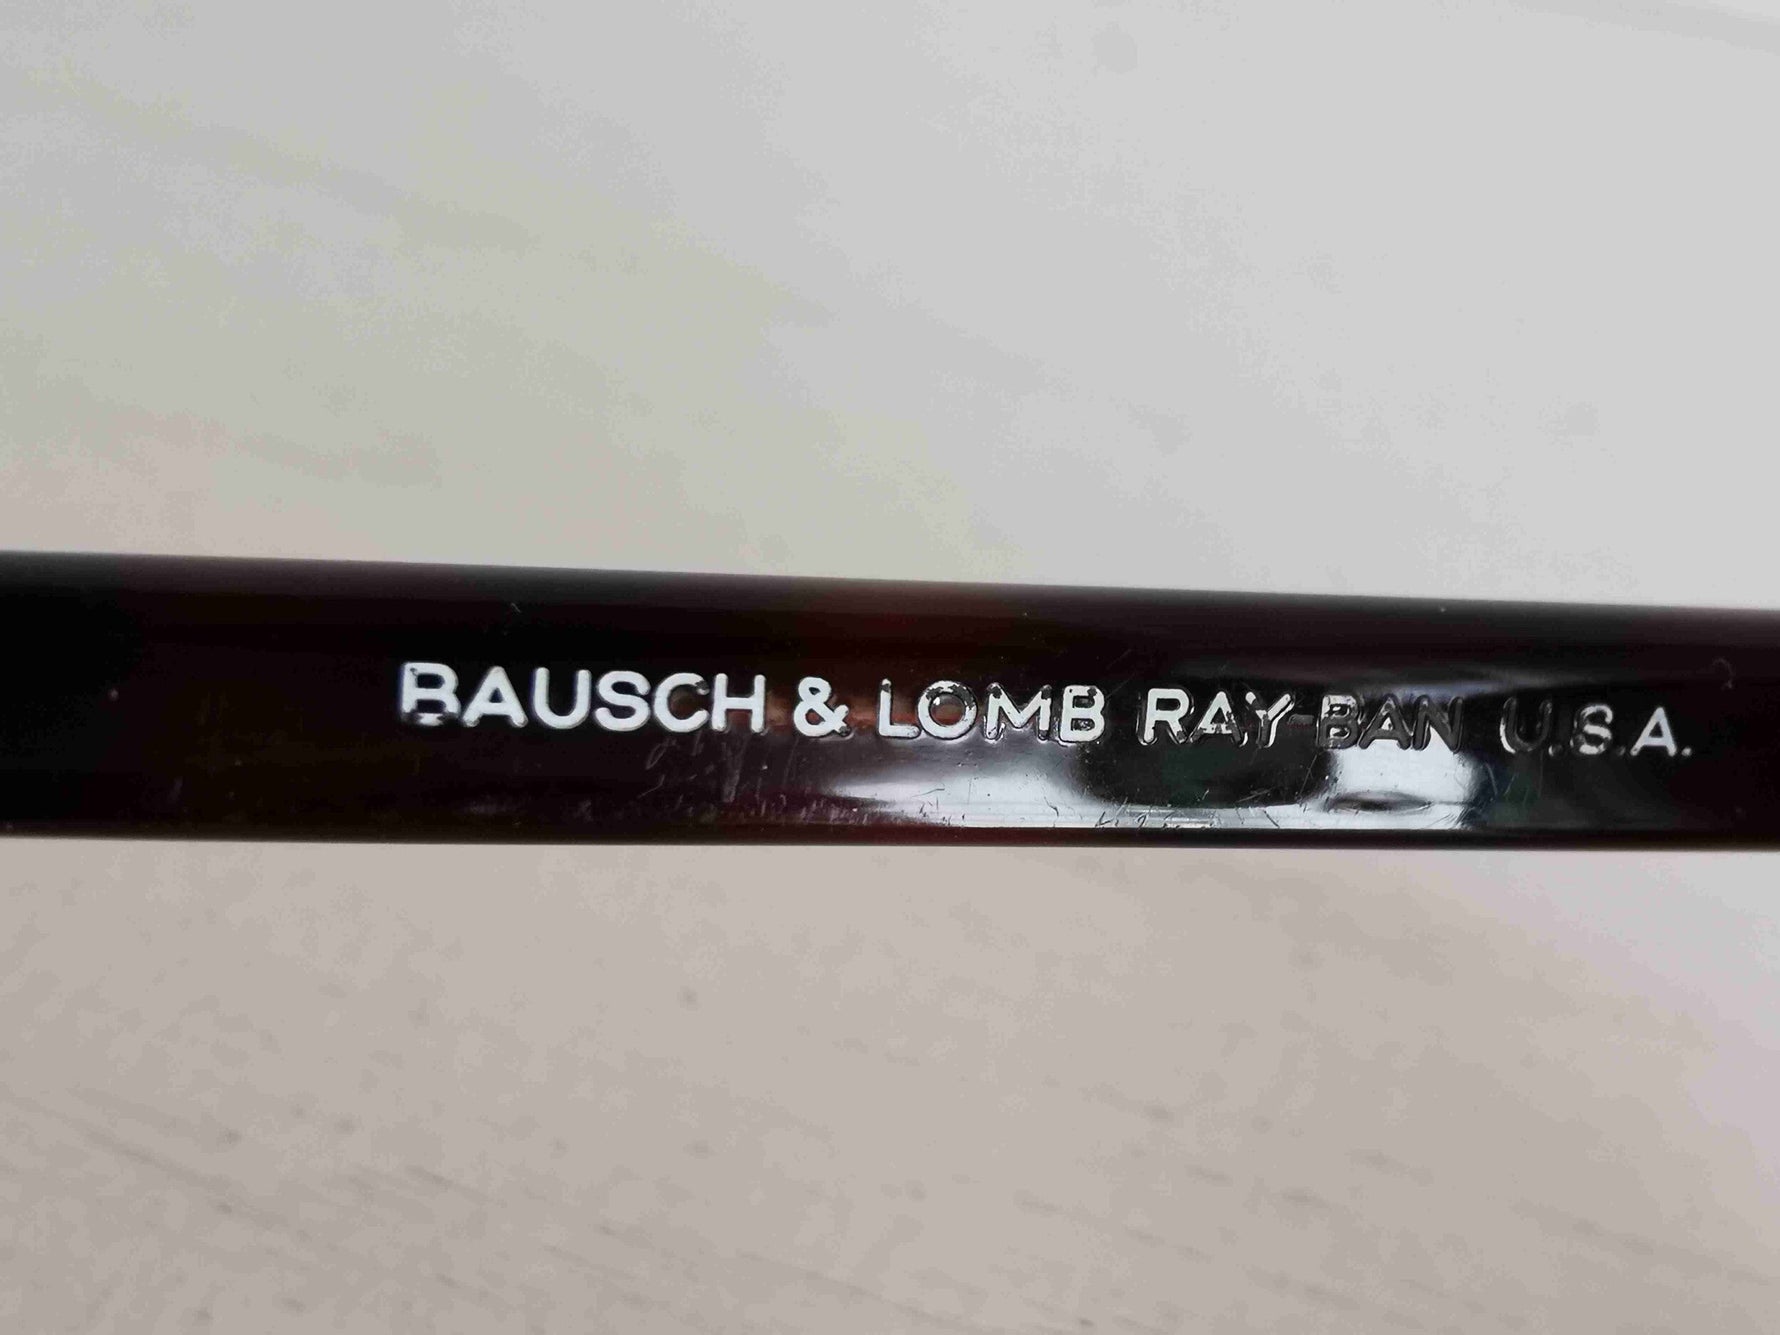 BAUSCH & LOMB RAY-BAN U.S.A.